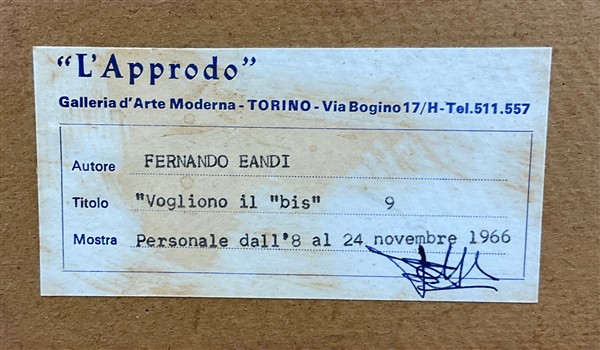 "L'Approdo"
Galleria d'Arte Moderna - TORINO - Via Bogino 17/H - Tel. 511.557
Autore FERNANDO EANDI
Titolo "Vogliono il "bis" 9
Mostra Personale dall'8 al 24 novembre 1966